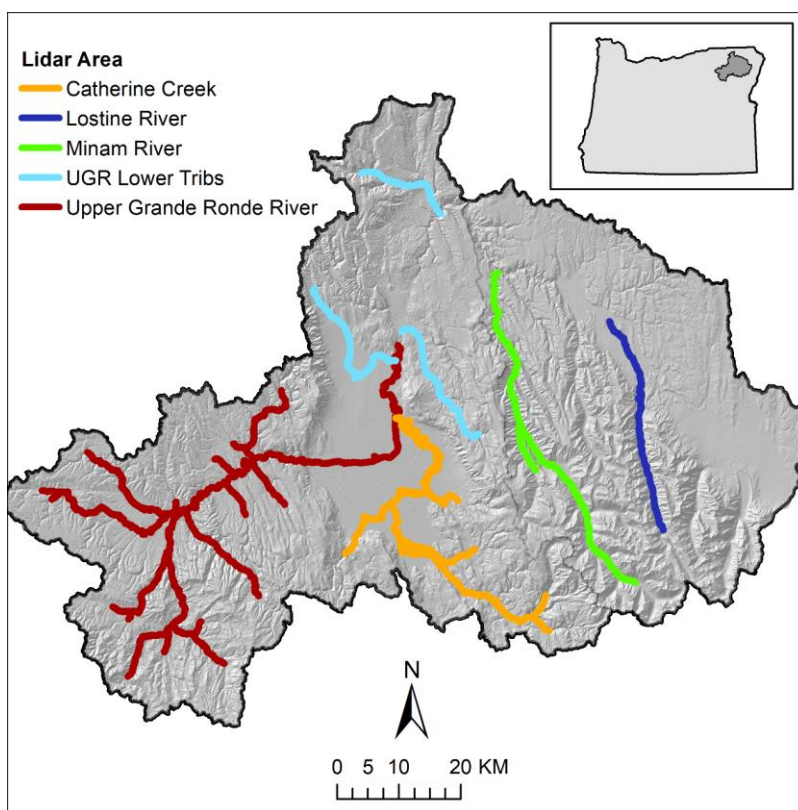 Lidar Area
Catherine Creek
Lostine River
Minam River
UGR Lower Tribs
Upper Grande Ronde River
N
0 5 10 20 KM